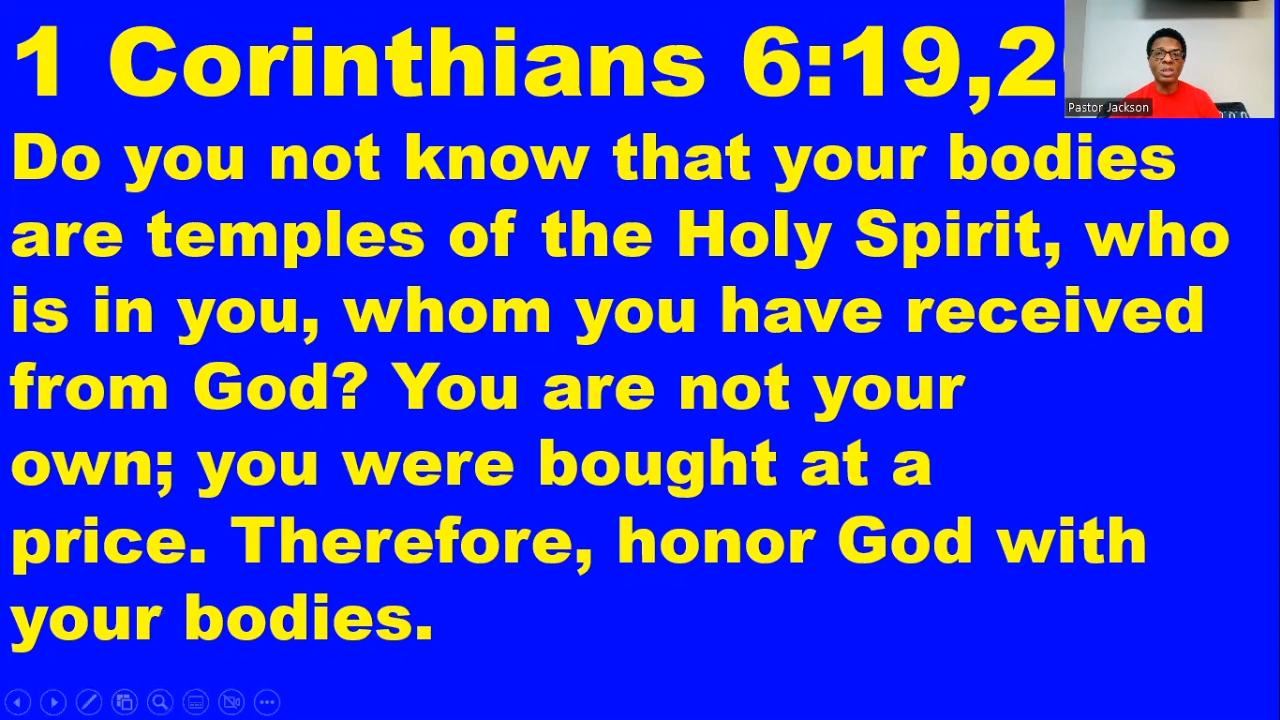 1 Corinthians 6:19,2
Do you not know that your bodies
are temples of the Holy Spirit, who
is in you, whom you have received
from God? You are not your
own; you were bought at a
price. Therefore, honor God with
your bodies.
Pastor Jackson